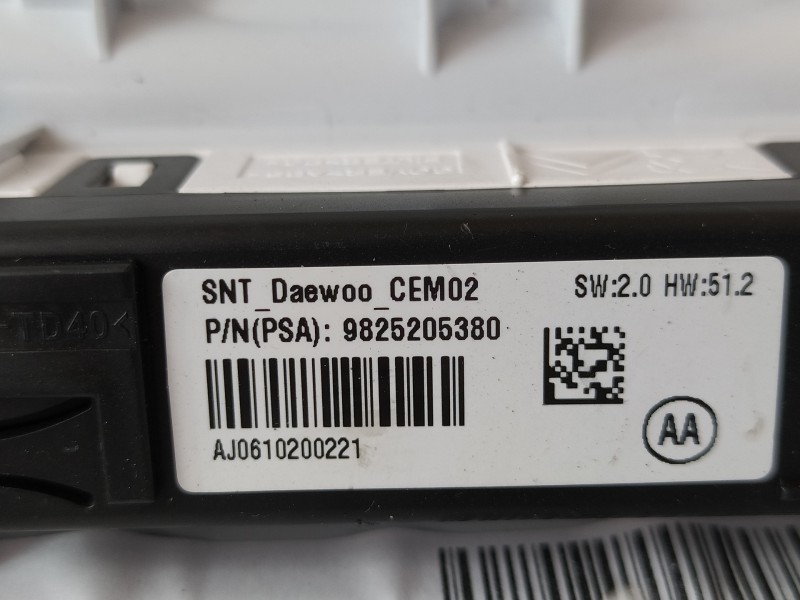 SNT_Daewoo_CEM02
SW:2.0 HW:51.2
P/N(PSA): 9825205380
AJ0610200221
AA